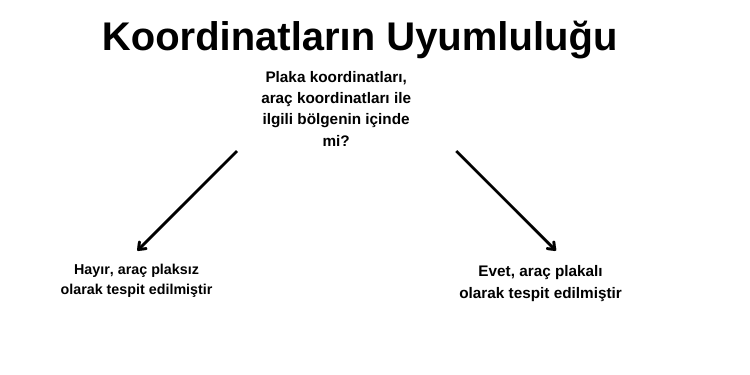 Koordinatların Uyumluluğu
Plaka koordinatları,
araç koordinatları ile
ilgili bölgenin içinde
mi?
Hayır, araç plaksız
olarak tespit edilmiştir
Evet, araç plakalı
olarak tespit edilmiştir